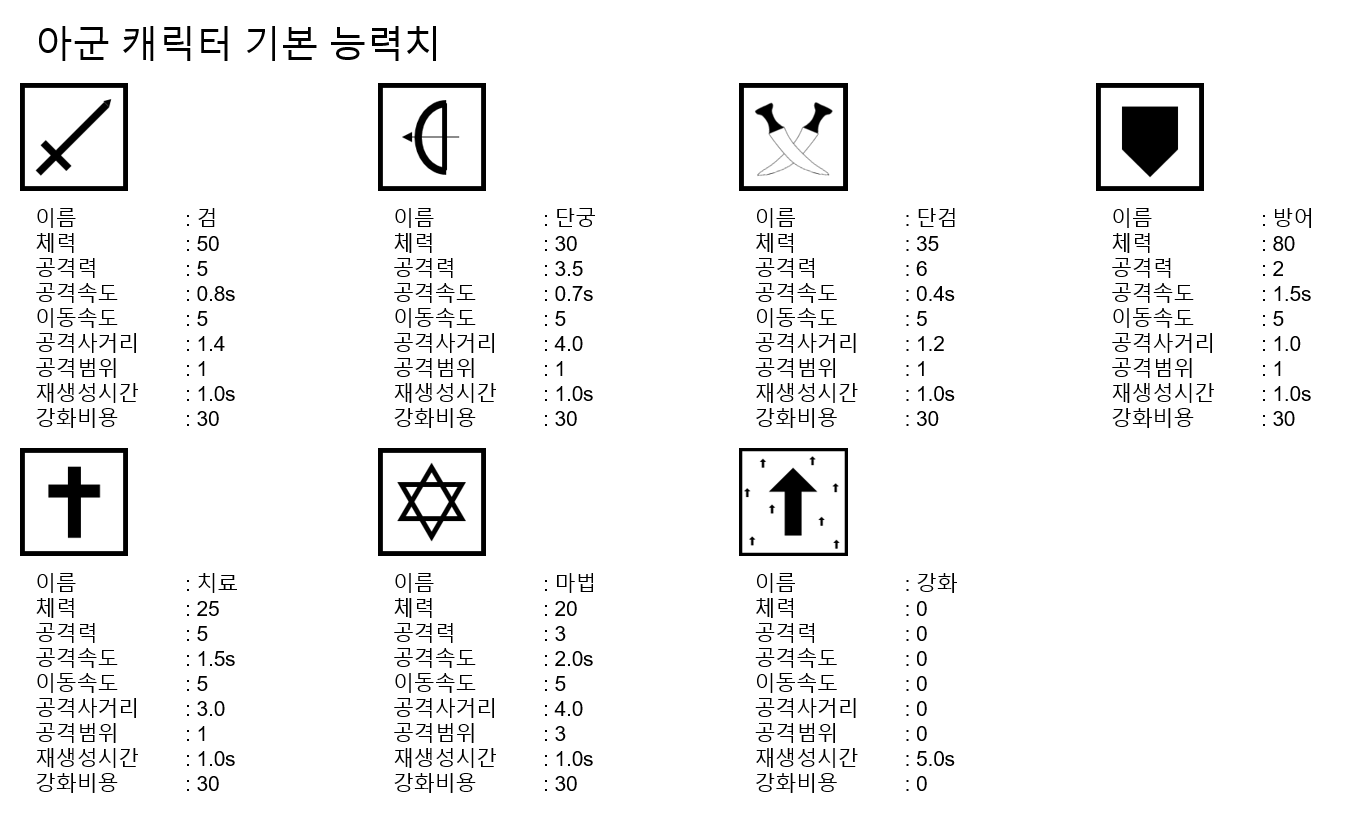 아군 캐릭터 기본 능력치
이름 : 검
체력 : 50
공격력 : 5
공격속도 : 0.8s
이동속도 : 5
공격사거리 : 1.4
공격범위 : 1
재생성시간 : 1.0s
강화비용 : 30
이름 : 단궁
체력 : 30
공격력 : 3.5
공격속도 : 0.7s
이동속도 : 5
공격사거리 : 4.0
공격범위 : 1
재생성시간 : 1.0s
강화비용 : 30
이름 : 단검
체력 : 35
공격력 : 6
공격속도 : 0.4s
이동속도 : 5
공격사거리 : 1.2
공격범위 : 1
재생성시간 : 1.0s
강화비용 : 30
이름 : 방어
체력 : 80
공격력 : 2
공격속도 : 1.5s
이동속도 : 5
공격사거리 : 1.0
공격범위 : 1
재생성시간 : 1.0s
강화비용 : 30
이름 : 치료
체력 : 25
공격력 : 5
공격속도 : 1.5s
이동속도 : 5
공격사거리 : 3.0
공격범위 : 1
재생성시간 : 1.0s
강화비용 : 30
이름 : 마법
체력 : 20
공격력 : 3
공격속도 : 2.0s
이동속도 : 5
공격사거리 : 4.0
공격범위 : 3
재생성시간 : 1.0s
강화비용 : 30
이름 : 강화
체력 : 0
공격력 : 0
공격속도 : 0
이동속도 : 0
공격사거리 : 0
공격범위 : 0
재생성시간 : 5.0s
강화비용 : 0